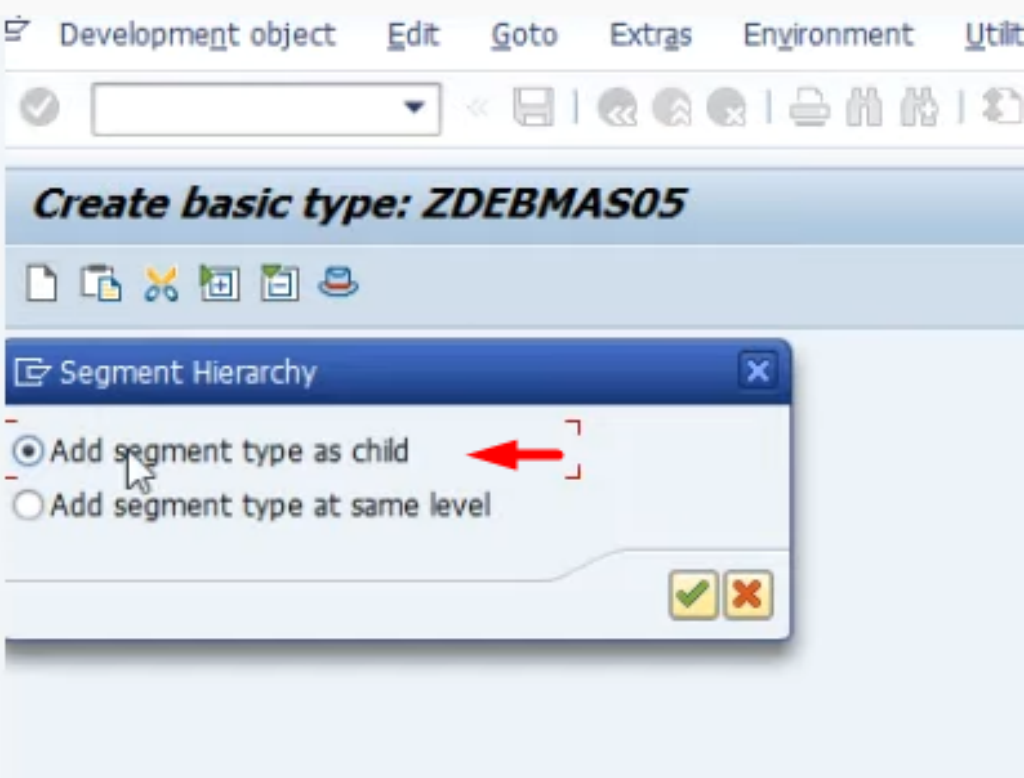 Development object Edit Goto Extras Environment
Create basic type: ZDEBMAS05
Segment Hierarchy
Add segment type as child
Add segment type at same level